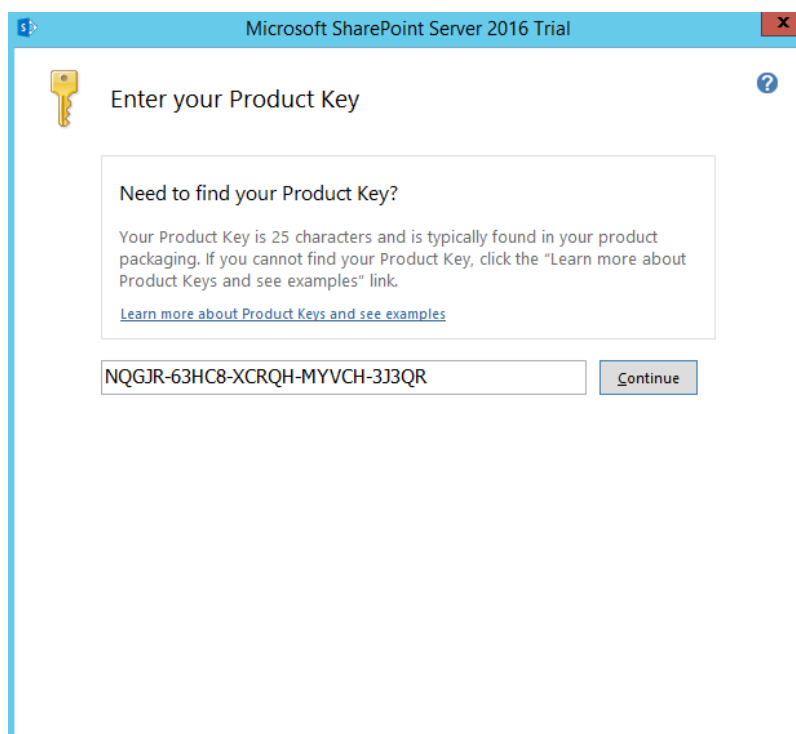 Microsoft SharePoint Server 2016 Trial
Enter your Product Key
Need to find your Product Key?
Your Product Key is 25 characters and is typically found in your product
packaging. If you cannot find your Product Key, click the “Learn more about
Product Keys and see examples” link.
Learn more about Product Keys and see examples
NQGJR-63HC8-XCRQH-MYVCH-3J3QR
Continue